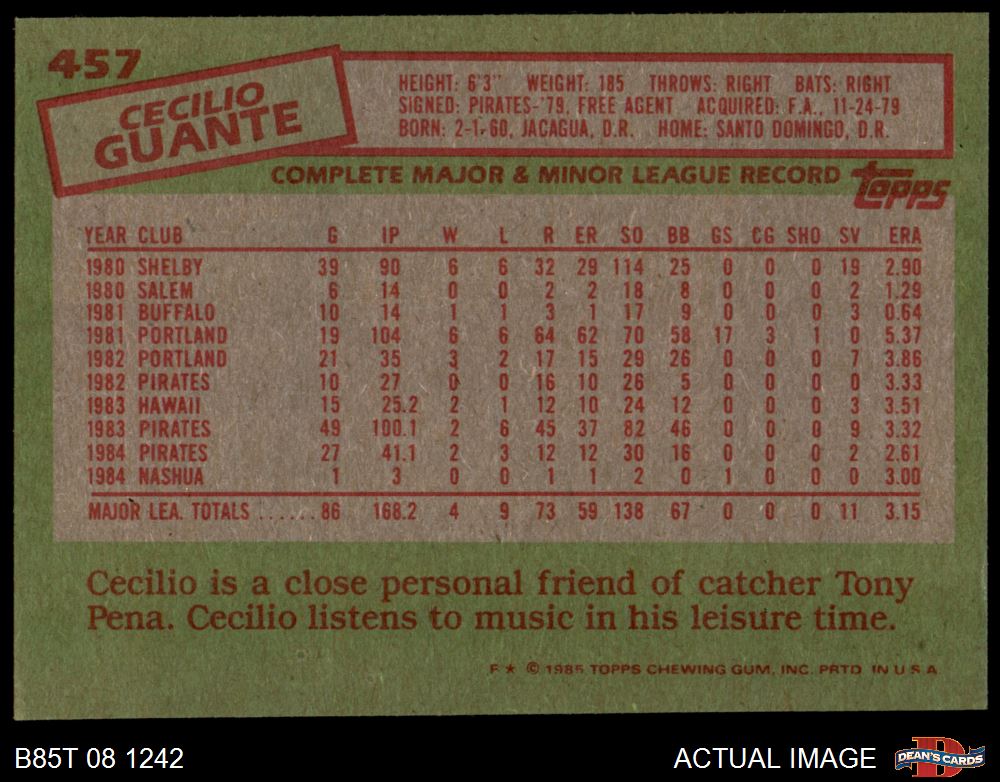 457
CECILIO
GUANTE
HEIGHT: 6'3" WEIGHT: 185 THROWS: RIGHT BATS: RIGHT
SIGNED: PIRATES-'79, FREE AGENT ACQUIRED: F.A., 11-24-79
BORN: 2-1-60, JACAGUA, D.R. HOME: SANTO DOMINGO, D.R.
COMPLETE MAJOR & MINOR LEAGUE RECORD topps
YEAR CLUB G IP W L R ER SO BB GS CG SHO SV ERA
1980 SHELBY 39 90 6 6 32 29 114 25 0 0 0 19 2.90
1980 SALEM 6 14 0 0 2 2 18 8 0 0 0 2 1.29
1981 BUFFALO 10 14 1 1 3 1 17 9 0 0 0 3 0.64
1981 PORTLAND 19 104 6 6 64 62 70 58 17 3 1 0 5.37
1982 PORTLAND 21 35 3 2 17 15 29 26 0 0 0 7 3.86
1982 PIRATES 10 27 0 0 16 10 26 5 0 0 0 0 3.33
1983 HAWAII 15 25.2 2 1 12 10 24 12 0 0 0 3 3.51
1983 PIRATES 49 100.1 2 6 45 37 82 46 0 0 0 9 3.32
1984 PIRATES 27 41.1 2 3 12 12 30 16 0 0 0 2 2.61
1984 NASHUA 1 3 0 0 1 1 2 0 1 0 0 0 3.00
MAJOR LEA. TOTALS ......86 168.2 4 9 73 59 138 67 0 0 0 11 3.15
Cecilio is a close personal friend of catcher Tony
Pena. Cecilio listens to music in his leisure time.
F★ © 1985 TOPPS CHEWING GUM, INC. PRTD IN U S A
B85T 08 1242
ACTUAL IMAGE
D
DEAN'S CARDS